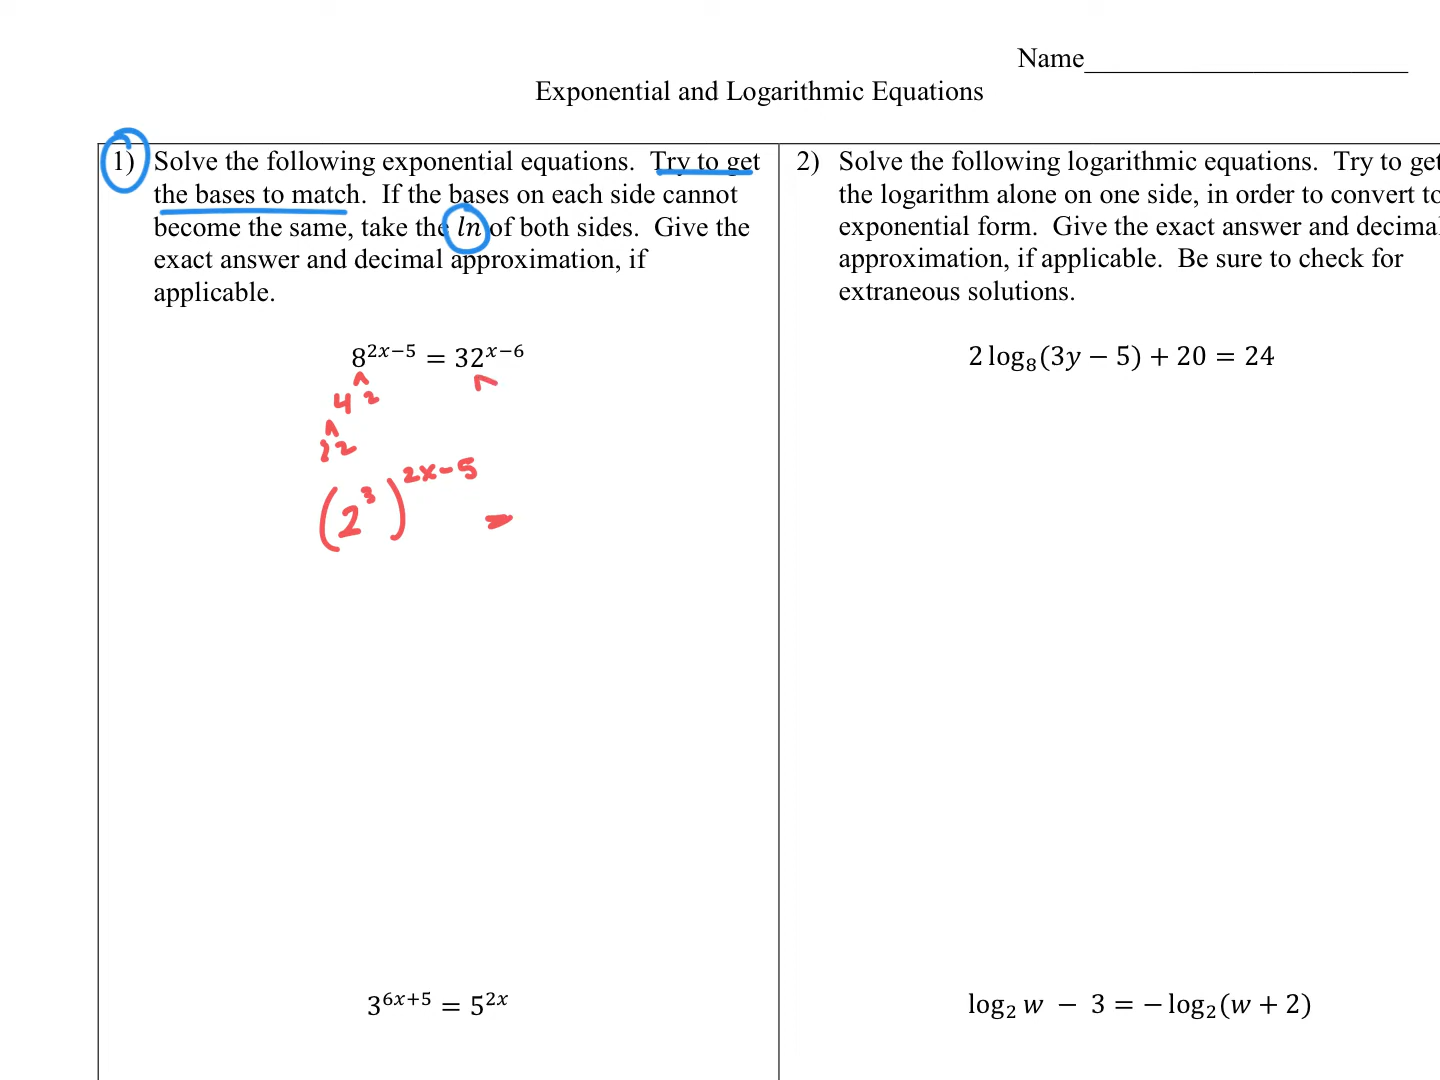 Name
Exponential and Logarithmic Equations
1) Solve the following exponential equations. Try to get
the bases to match. If the bases on each side cannot
become the same, take the ln of both sides. Give the
exact answer and decimal approximation, if
applicable.
8^{2x−5} = 32^{x−6}
4 2
2 2
(2^3)^{2x-5} =
3^{6x+5} = 5^{2x}
2) Solve the following logarithmic equations. Try to get
the logarithm alone on one side, in order to convert to
exponential form. Give the exact answer and decimal
approximation, if applicable. Be sure to check for
extraneous solutions.
2 log₈(3y − 5) + 20 = 24
log₂ w − 3 = − log₂(w + 2)